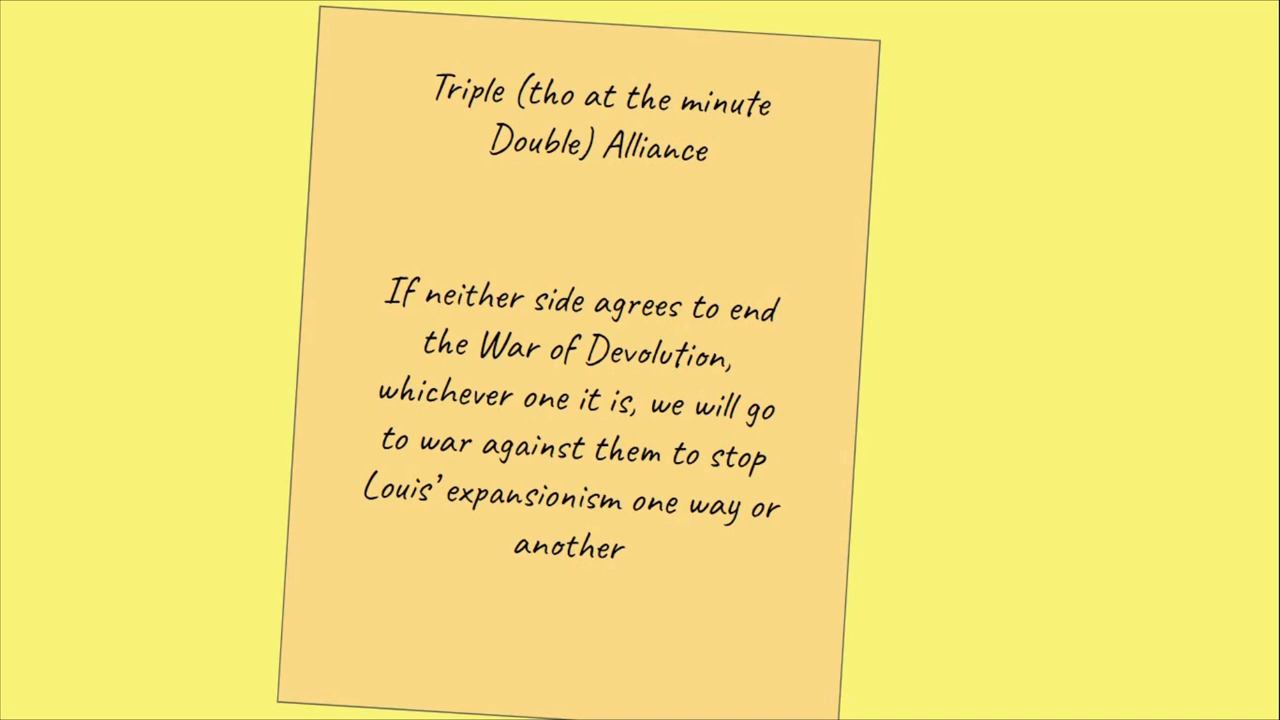 Triple (tho at the minute
Double) Alliance
If neither side agrees to end
the War of Devolution,
whichever one it is, we will go
to war against them to stop
Louis’ expansionism one way or
another